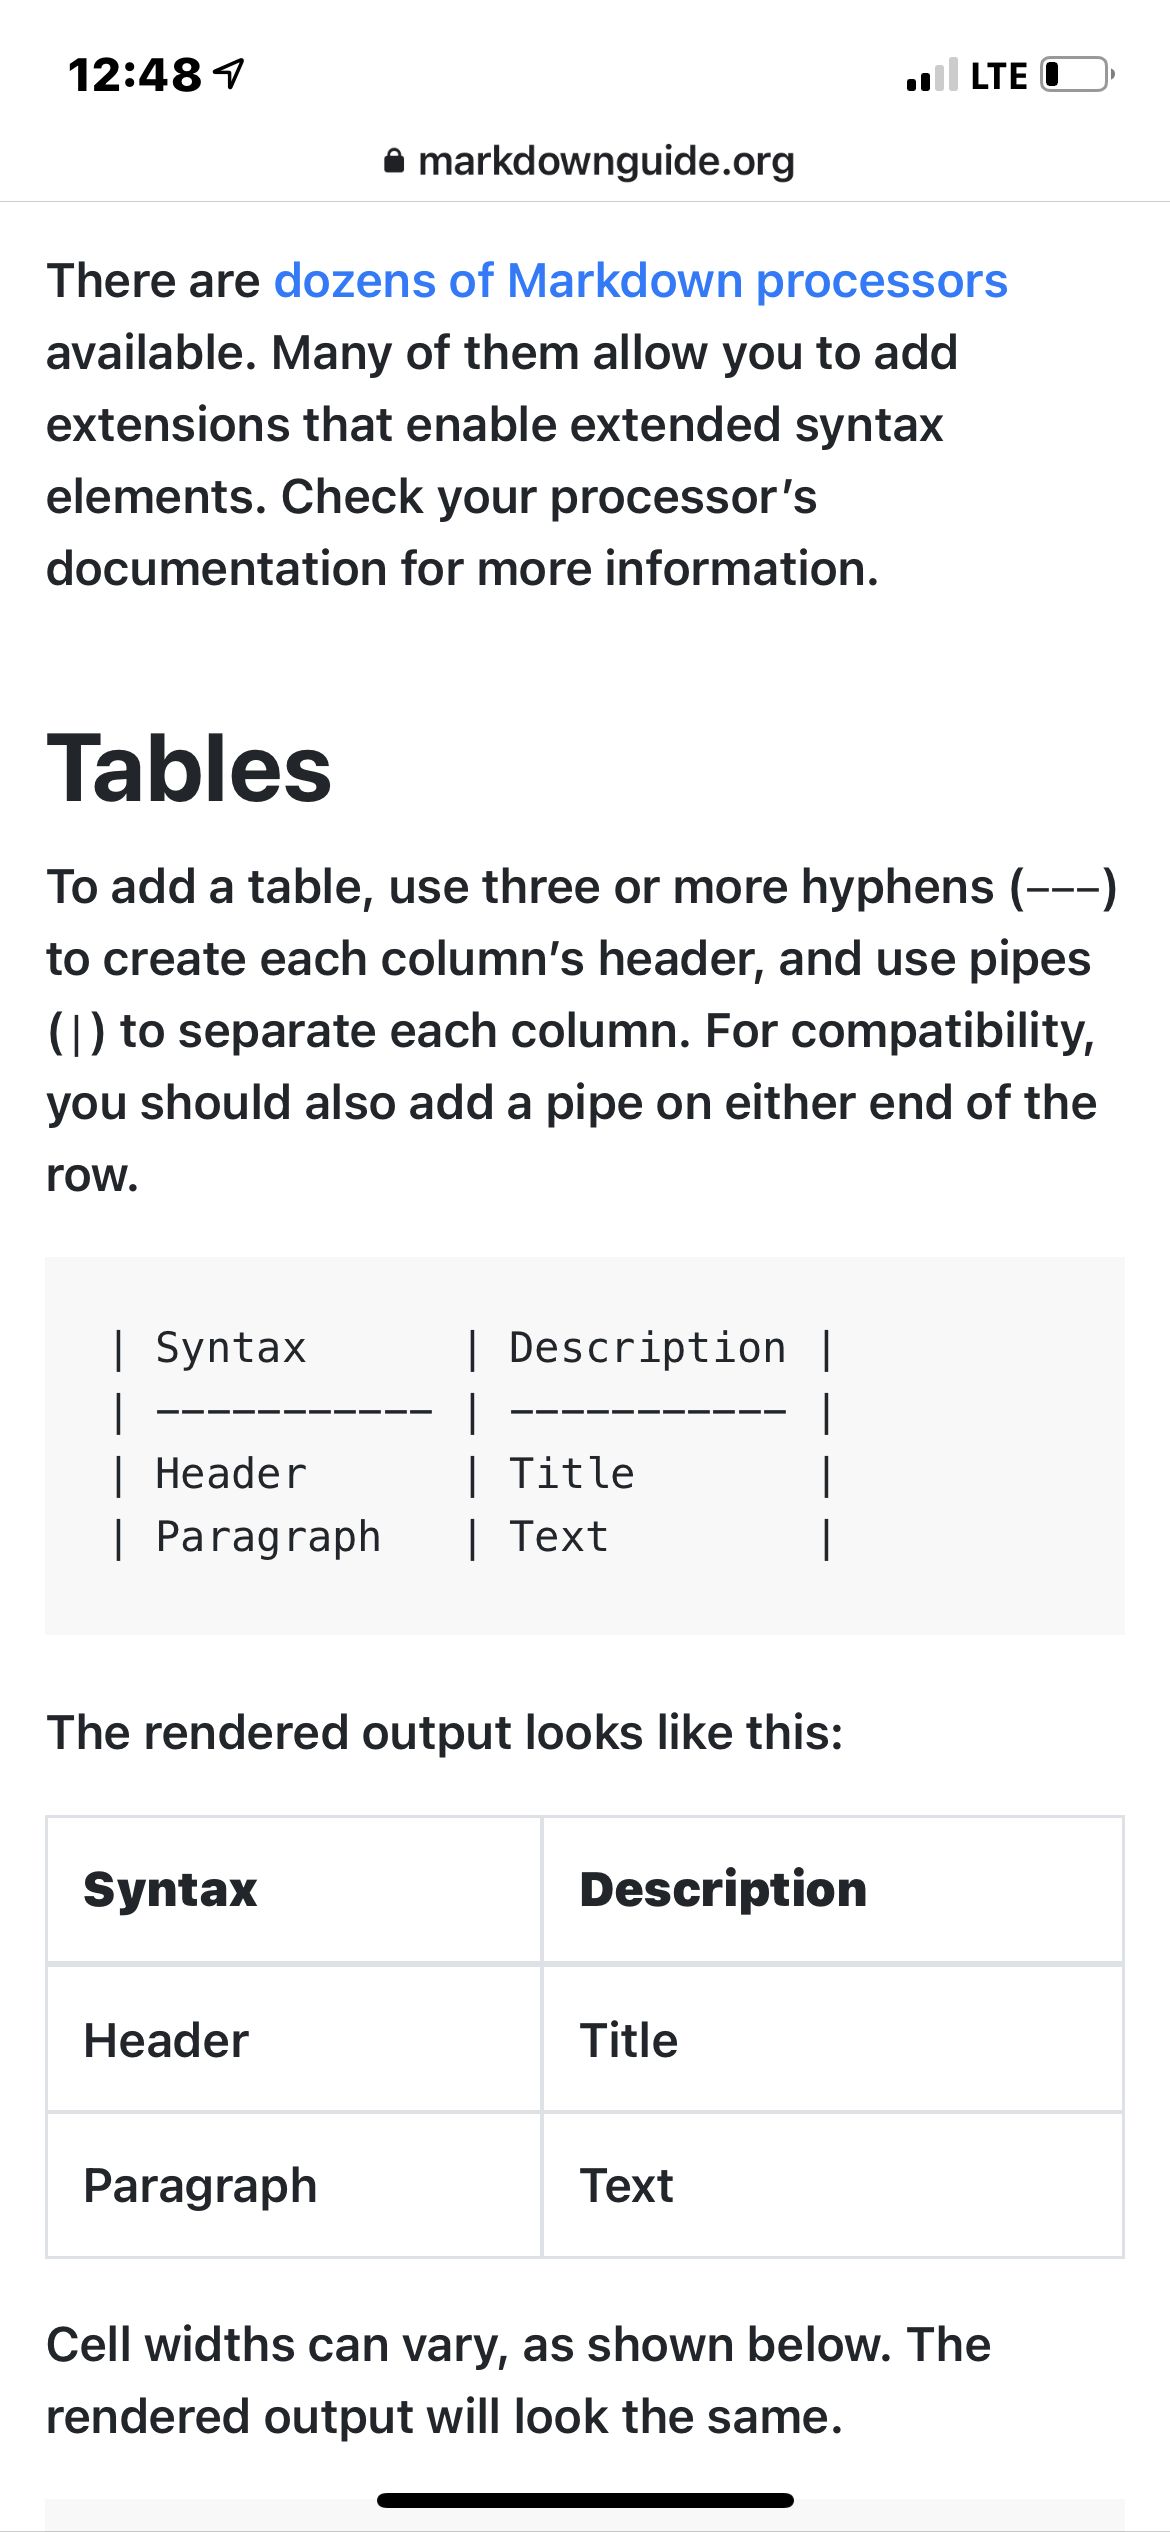 12:48 LTE
markdownguide.org
There are dozens of Markdown processors
available. Many of them allow you to add
extensions that enable extended syntax
elements. Check your processor’s
documentation for more information.
Tables
To add a table, use three or more hyphens (---)
to create each column’s header, and use pipes
(|) to separate each column. For compatibility,
you should also add a pipe on either end of the
row.
| Syntax      | Description |
| ----------- | ----------- |
| Header      | Title       |
| Paragraph   | Text        |
The rendered output looks like this:
Syntax Description
Header Title
Paragraph Text
Cell widths can vary, as shown below. The
rendered output will look the same.